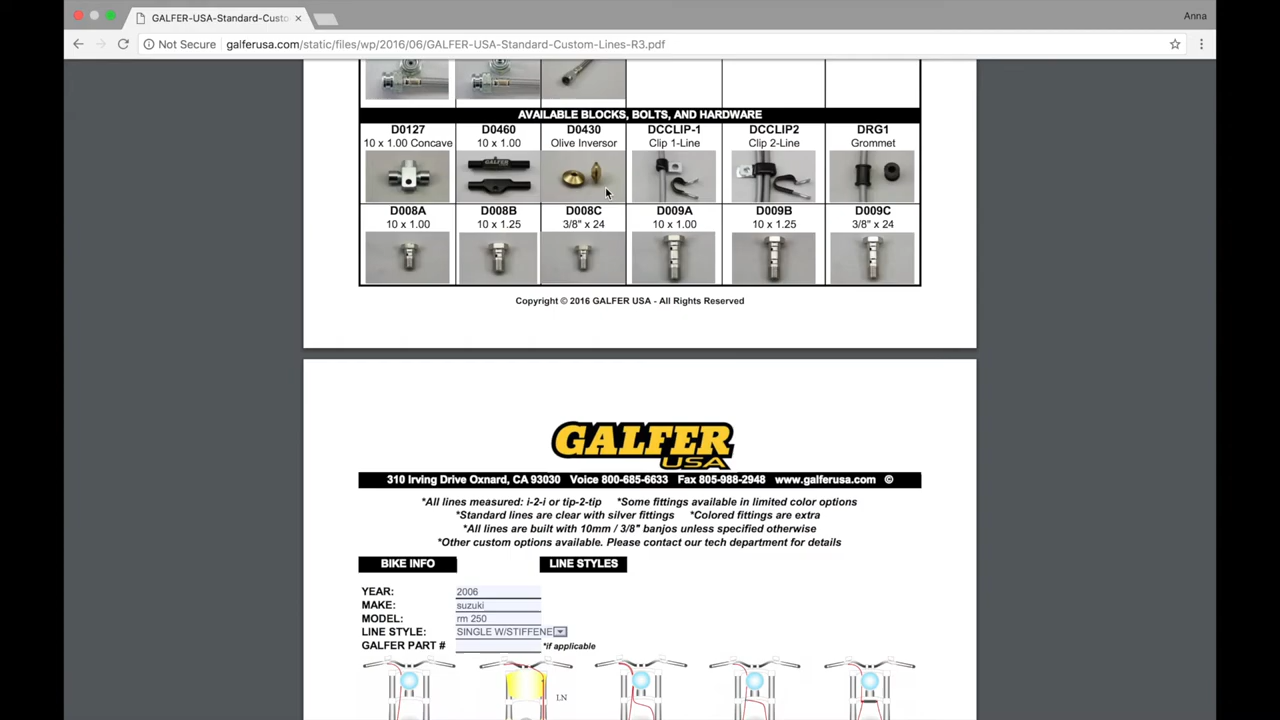 GALFER-USA-Standard-Custo
Anna
Not Secure galferusa.com/static/files/wp/2016/06/GALFER-USA-Standard-Custom-Lines-R3.pdf
AVAILABLE BLOCKS, BOLTS, AND HARDWARE
D0127 D0460 D0430 DCCLIP-1 DCCLIP2 DRG1
10 x 1.00 Concave 10 x 1.00 Olive Inversor Clip 1-Line Clip 2-Line Grommet
GALFER
D008A D008B D008C D009A D009B D009C
10 x 1.00 10 x 1.25 3/8" x 24 10 x 1.00 10 x 1.25 3/8" x 24
Copyright © 2016 GALFER USA - All Rights Reserved
GALFER
USA
310 Irving Drive Oxnard, CA 93030 Voice 800-685-6633 Fax 805-988-2948 www.galferusa.com ©
*All lines measured: i-2-i or tip-2-tip *Some fittings available in limited color options
*Standard lines are clear with silver fittings *Colored fittings are extra
*All lines are built with 10mm / 3/8" banjos unless specified otherwise
*Other custom options available. Please contact our tech department for details
BIKE INFO LINE STYLES
YEAR: 2006
MAKE: suzuki
MODEL: rm 250
LINE STYLE: SINGLE W/STIFFENE
GALFER PART # *if applicable
LN